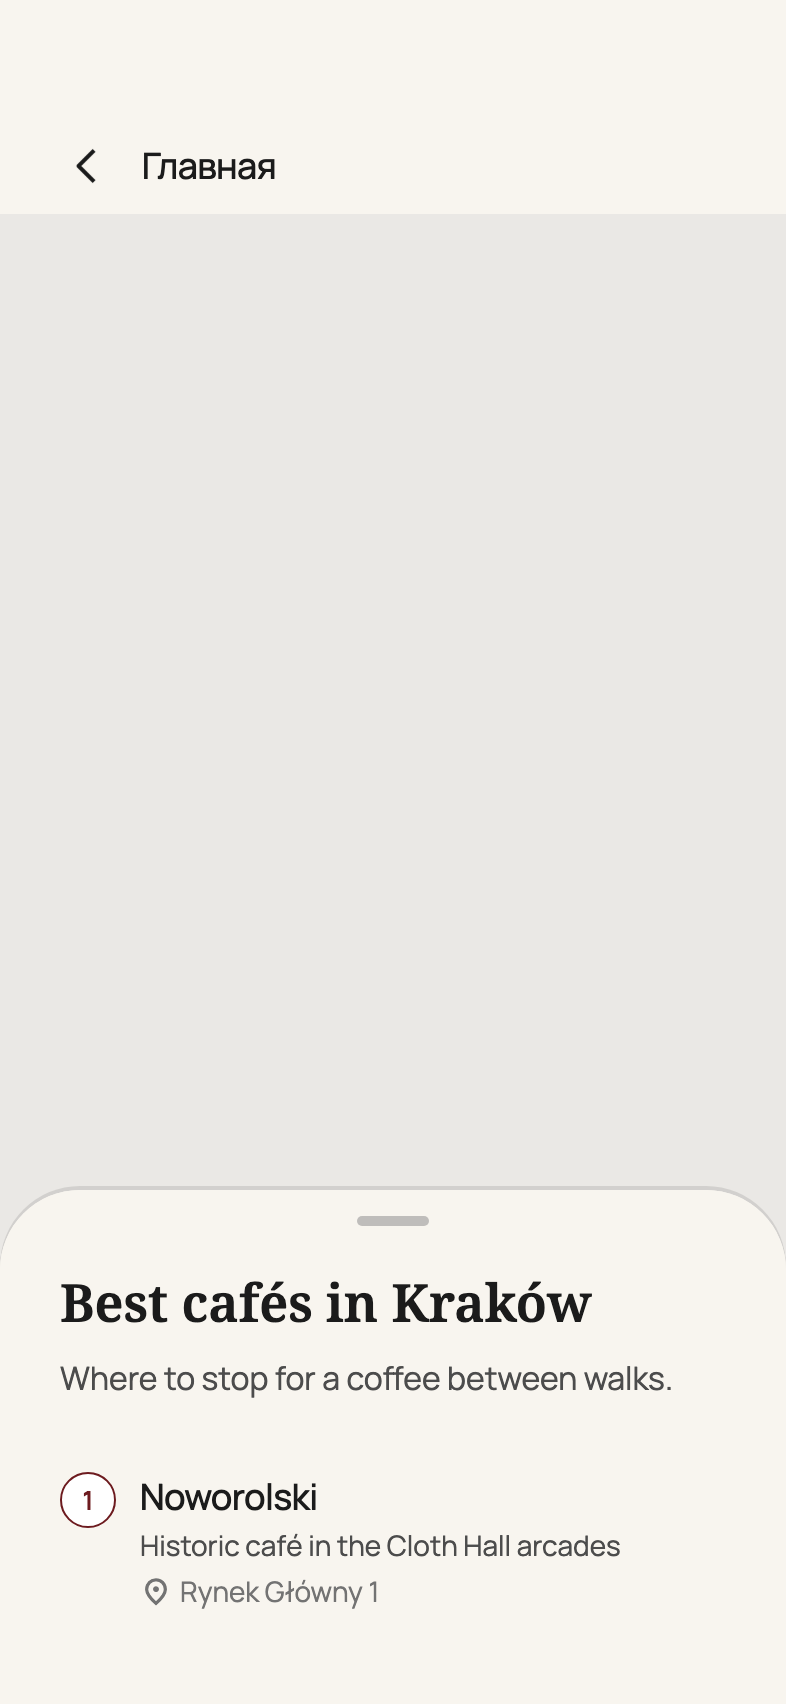 Главная
Best cafés in Kraków
Where to stop for a coffee between walks.
1
Noworolski
Historic café in the Cloth Hall arcades
Rynek Główny 1